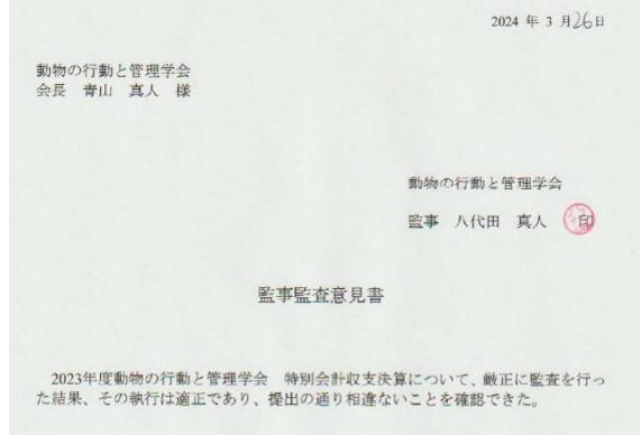 2024 年 3 月26日
動物の行動と管理学会
会長 青山 真人 様
動物の行動と管理学会
監事 八代田 真人 印
監事監査意見書
2023年度動物の行動と管理学会 特別会計収支決算について、厳正に監査を行っ
た結果、その執行は適正であり、提出の通り相違ないことを確認できた。